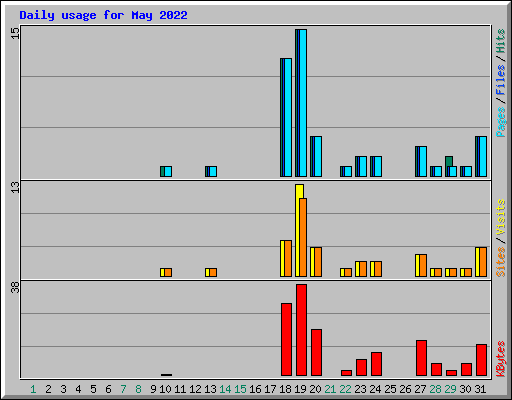 Daily usage for May 2022
15
Pages / Files / Hits
13
Sites / Visits
38
KBytes
1 2 3 4 5 6 7 8 9 10 11 12 13 14 15 16 17 18 19 20 21 22 23 24 25 26 27 28 29 30 31